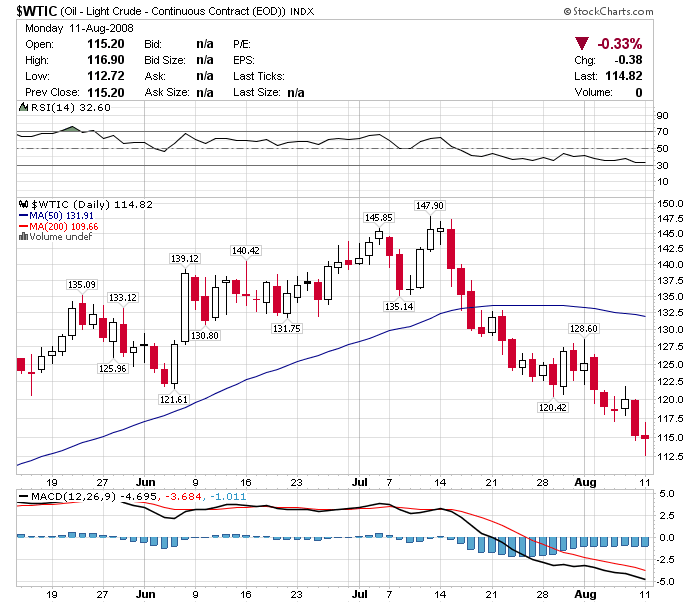 $WTIC (Oil - Light Crude - Continuous Contract (EOD)) INDX © StockCharts.com
Monday 11-Aug-2008
Open: 115.20 Bid: n/a P/E: -0.33%
High: 116.90 Bid Size: n/a EPS: Chg: -0.38
Low: 112.72 Ask: n/a Last Ticks: Last: 114.82
Prev Close: 115.20 Ask Size: n/a Last Size: n/a Volume: 0
RSI(14) 32.60
90
70
50
30
10
$WTIC (Daily) 114.82
MA(50) 131.91
MA(200) 109.66
Volume undef
147.90
145.85
140.42
139.12
135.09
135.14
133.12
131.75
130.80
128.60
125.96
121.61
120.42
150.0
147.5
145.0
142.5
140.0
137.5
135.0
132.5
130.0
127.5
125.0
122.5
120.0
117.5
115.0
112.5
19 27 Jun 9 16 23 Jul 7 14 21 28 Aug 11
MACD(12,26,9) -4.695, -3.684, -1.011
5.0
2.5
0.0
-2.5
-5.0
19 27 Jun 9 16 23 Jul 7 14 21 28 Aug 11